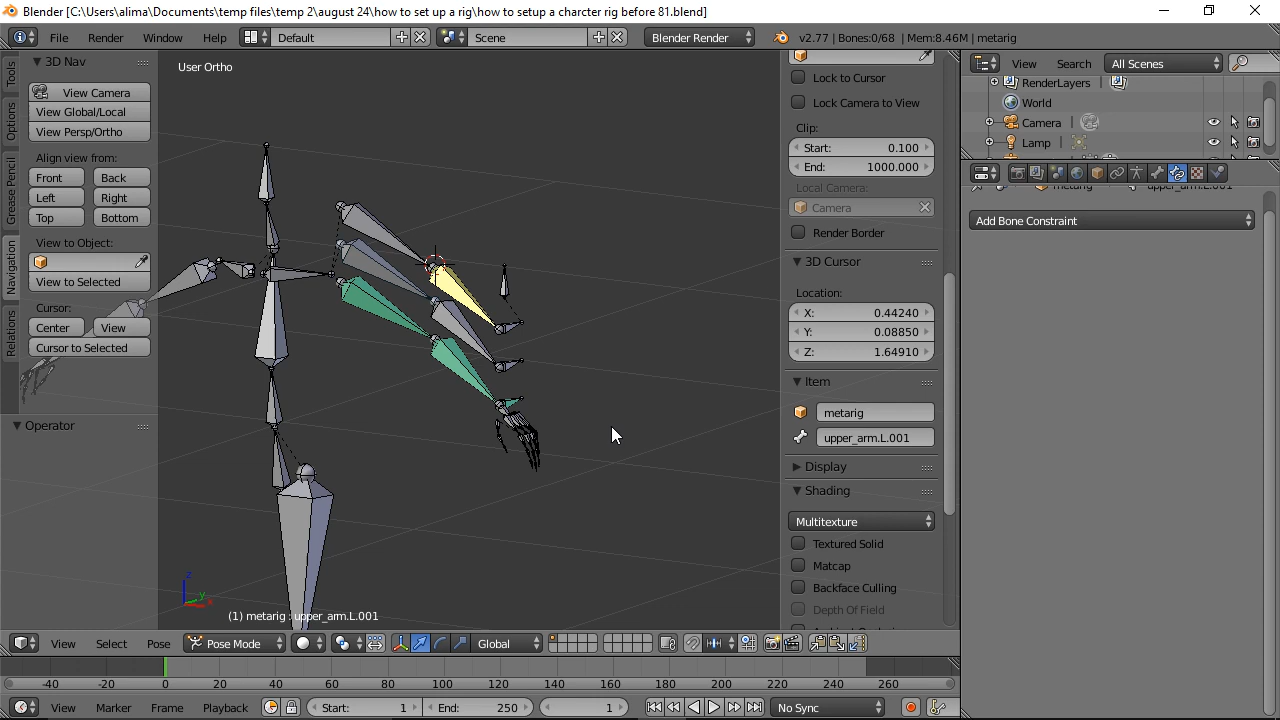 Blender [C:\Users\alima\Documents\temp files\temp 2\august 24\how to set up a rig\how to setup a charcter rig before 81.blend]
File Render Window Help Default Scene Blender Render v2.77 | Bones:0/68 | Mem:8.46M | metarig
View Search All Scenes
Tools
Options
Grease Pencil
Navigation
Relations
3D Nav
View Camera
View Global/Local
View Persp/Ortho
Align view from:
Front Back
Left Right
Top Bottom
View to Object:
View to Selected
Cursor:
Center View
Cursor to Selected
Operator
User Ortho
z
y
x
(1) metarig : upper_arm.L.001
Lock to Cursor
Lock Camera to View
Clip:
Start: 0.100
End: 1000.000
Local Camera:
Camera
Render Border
3D Cursor
Location:
X: 0.44240
Y: 0.08850
Z: 1.64910
Item
metarig
upper_arm.L.001
Display
Shading
Multitexture
Textured Solid
Matcap
Backface Culling
Depth Of Field
RenderLayers
World
Camera
Lamp
metarig upper_arm.L.001
Add Bone Constraint
View Select Pose Pose Mode Global
-40 -20 0 20 40 60 80 100 120 140 160 180 200 220 240 260
View Marker Frame Playback Start: 1 End: 250 1 No Sync